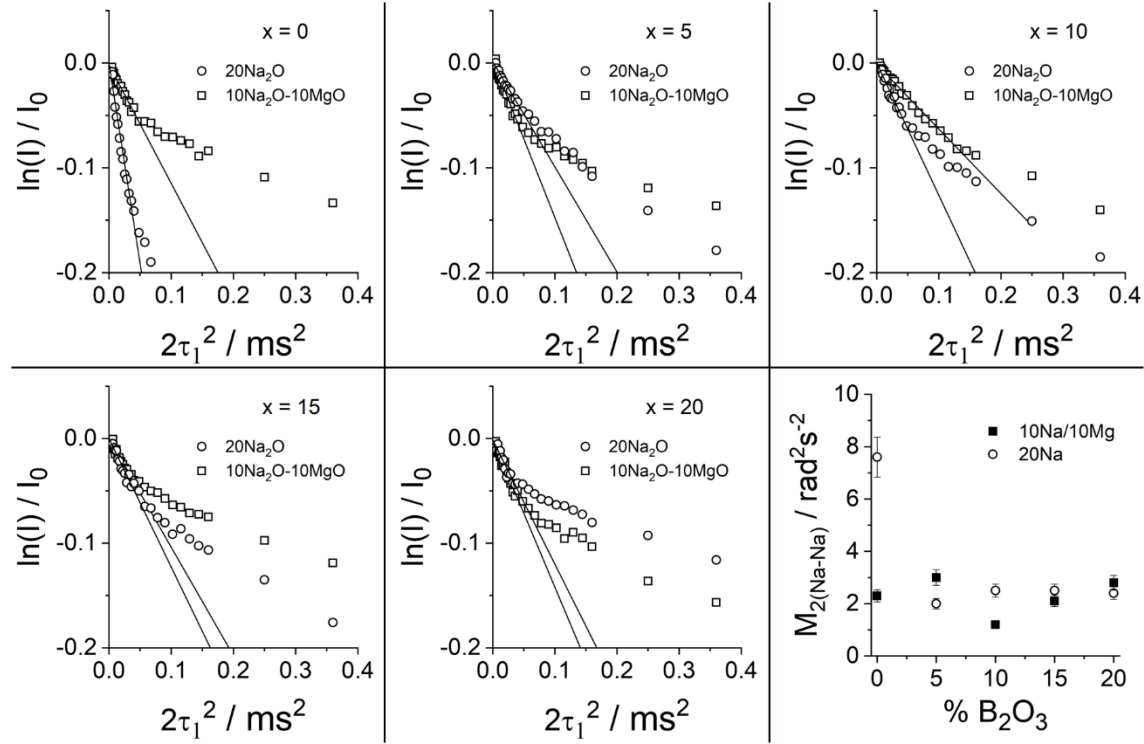 x = 0
20Na₂O
10Na₂O-10MgO
0.0
-0.1
-0.2
ln(I) / I₀
0.0 0.1 0.2 0.3 0.4
2τ₁² / ms²
x = 5
20Na₂O
10Na₂O-10MgO
0.0
-0.1
-0.2
ln(I) / I₀
0.0 0.1 0.2 0.3 0.4
2τ₁² / ms²
x = 10
20Na₂O
10Na₂O-10MgO
0.0
-0.1
-0.2
ln(I) / I₀
0.0 0.1 0.2 0.3 0.4
2τ₁² / ms²
x = 15
20Na₂O
10Na₂O-10MgO
0.0
-0.1
-0.2
ln(I) / I₀
0.0 0.1 0.2 0.3 0.4
2τ₁² / ms²
x = 20
20Na₂O
10Na₂O-10MgO
0.0
-0.1
-0.2
ln(I) / I₀
0.0 0.1 0.2 0.3 0.4
2τ₁² / ms²
10Na/10Mg
20Na
10
8
6
4
2
0
M₂₍Na-Na₎ / rad²s⁻²
0 5 10 15 20
% B₂O₃